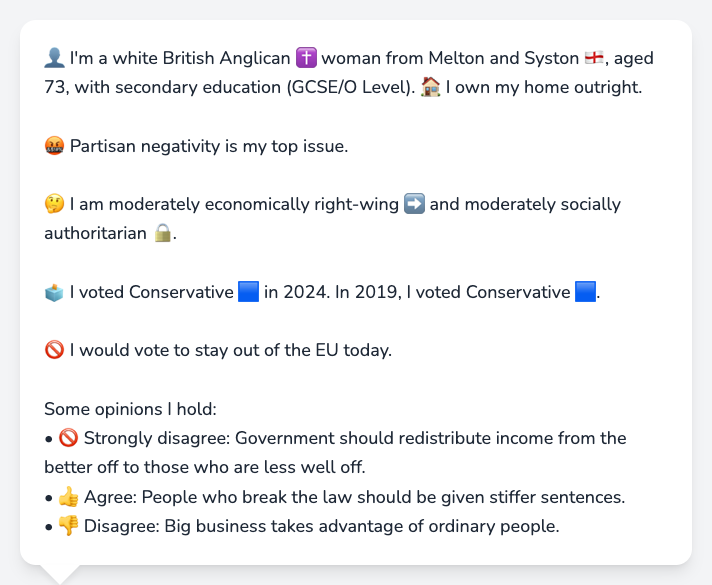 👤 I'm a white British Anglican ✝️ woman from Melton and Syston 🏴󠁧󠁢󠁥󠁮󠁧󠁿, aged
73, with secondary education (GCSE/O Level). 🏠 I own my home outright.
🤬 Partisan negativity is my top issue.
🤔 I am moderately economically right-wing ➡️ and moderately socially
authoritarian 🔒.
🗳️ I voted Conservative 🟦 in 2024. In 2019, I voted Conservative 🟦.
🚫 I would vote to stay out of the EU today.
Some opinions I hold:
• 🚫 Strongly disagree: Government should redistribute income from the
better off to those who are less well off.
• 👍 Agree: People who break the law should be given stiffer sentences.
• 👎 Disagree: Big business takes advantage of ordinary people.